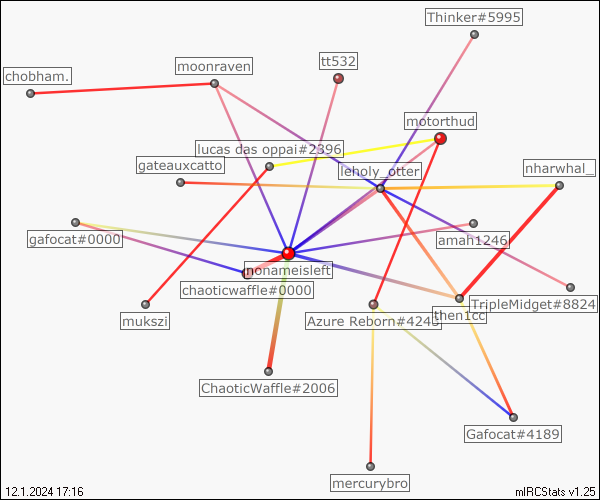 Thinker#5995
tt532
moonraven
chobham.
motorthud
lucas das oppai#2396
gateauxcatto
leholy_otter
nharwhal_
gafocat#0000
amah1246
nonameisleft
chaoticwaffle#0000
TripleMidget#8824
mukszi
Azure Reborn#4243
then1cc
ChaoticWaffle#2006
Gafocat#4189
mercurybro
12.1.2024 17:16
mIRCStats v1.25